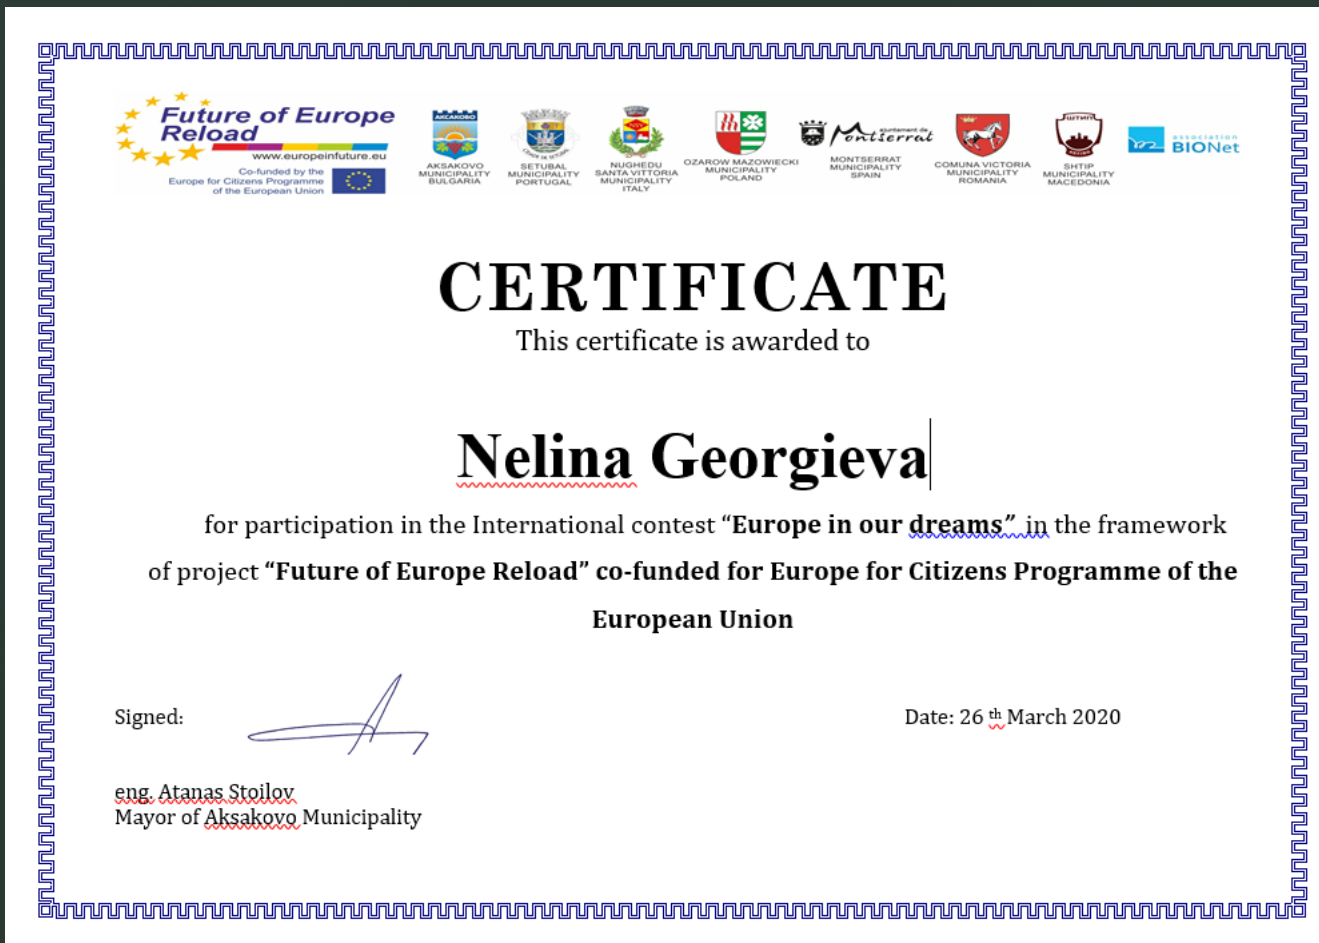 Future of Europe
Reload
www.europeinfuture.eu
Co-funded by the
Europe for Citizens Programme
of the European Union
АКСАКОВО
AKSAKOVO
MUNICIPALITY
BULGARIA
SETUBAL
MUNICIPALITY
PORTUGAL
NUGHEDU
SANTA VITTORIA
MUNICIPALITY
ITALY
OZAROW MAZOWIECKI
MUNICIPALITY
POLAND
ajuntament de
Montserrat
MONTSERRAT
MUNICIPALITY
SPAIN
COMUNA VICTORIA
MUNICIPALITY
ROMANIA
ШТИП
SHTIP
MUNICIPALITY
MACEDONIA
association
BIONet
CERTIFICATE
This certificate is awarded to
Nelina Georgieva
for participation in the International contest “Europe in our dreams” in the framework
of project “Future of Europe Reload” co-funded for Europe for Citizens Programme of the
European Union
Signed:
Date: 26 th March 2020
eng. Atanas Stoilov
Mayor of Aksakovo Municipality